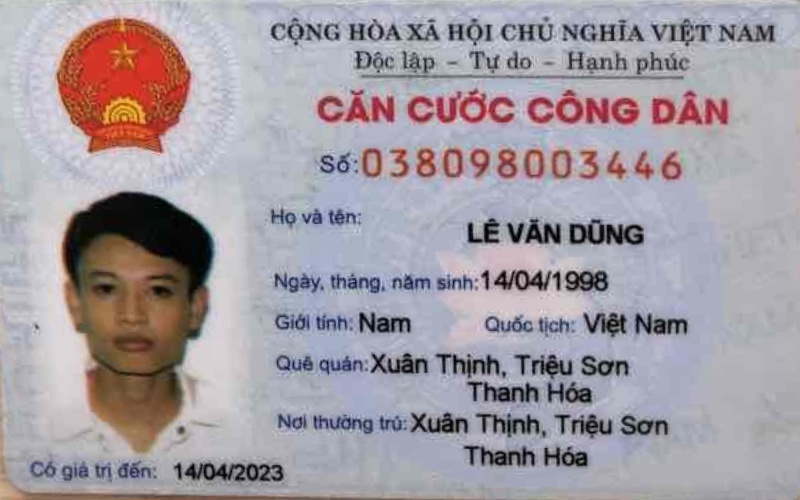 CỘNG HÒA XÃ HỘI CHỦ NGHĨA VIỆT NAM
Độc lập - Tự do - Hạnh phúc
CĂN CƯỚC CÔNG DÂN
Số: 038098003446
Họ và tên:
LÊ VĂN DŨNG
Ngày, tháng, năm sinh: 14/04/1998
Giới tính: Nam Quốc tịch: Việt Nam
Quê quán: Xuân Thịnh, Triệu Sơn
Thanh Hóa
Nơi thường trú: Xuân Thịnh, Triệu Sơn
Thanh Hóa
Có giá trị đến: 14/04/2023